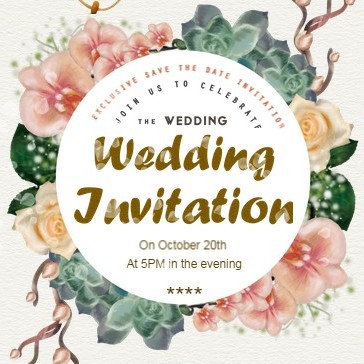 EXCLUSIVE SAVE THE DATE INVITATION
JOIN US TO CELEBRATE
THE WEDDING
Wedding
Invitation
On October 20th
At 5PM in the evening
****